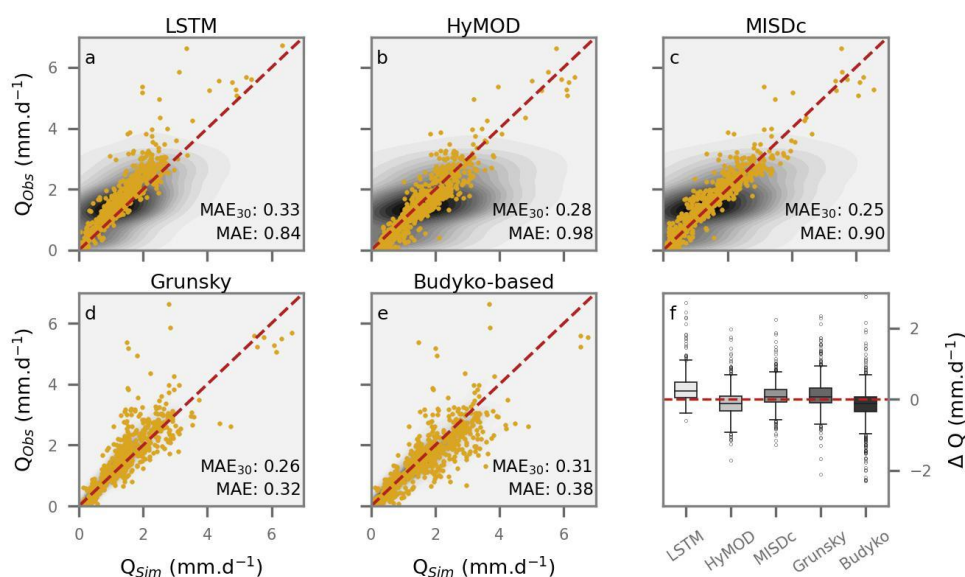 LSTM
HyMOD
MISDc
a
b
c
Q_Obs (mm.d⁻¹)
6
4
2
0
MAE₃₀: 0.33
MAE: 0.84
MAE₃₀: 0.28
MAE: 0.98
MAE₃₀: 0.25
MAE: 0.90
Grunsky
Budyko-based
d
e
f
Q_Obs (mm.d⁻¹)
6
4
2
0
MAE₃₀: 0.26
MAE: 0.32
MAE₃₀: 0.31
MAE: 0.38
2
0
−2
Δ Q (mm.d⁻¹)
0 2 4 6
0 2 4 6
Q_Sim (mm.d⁻¹)
Q_Sim (mm.d⁻¹)
LSTM
HyMOD
MISDc
Grunsky
Budyko